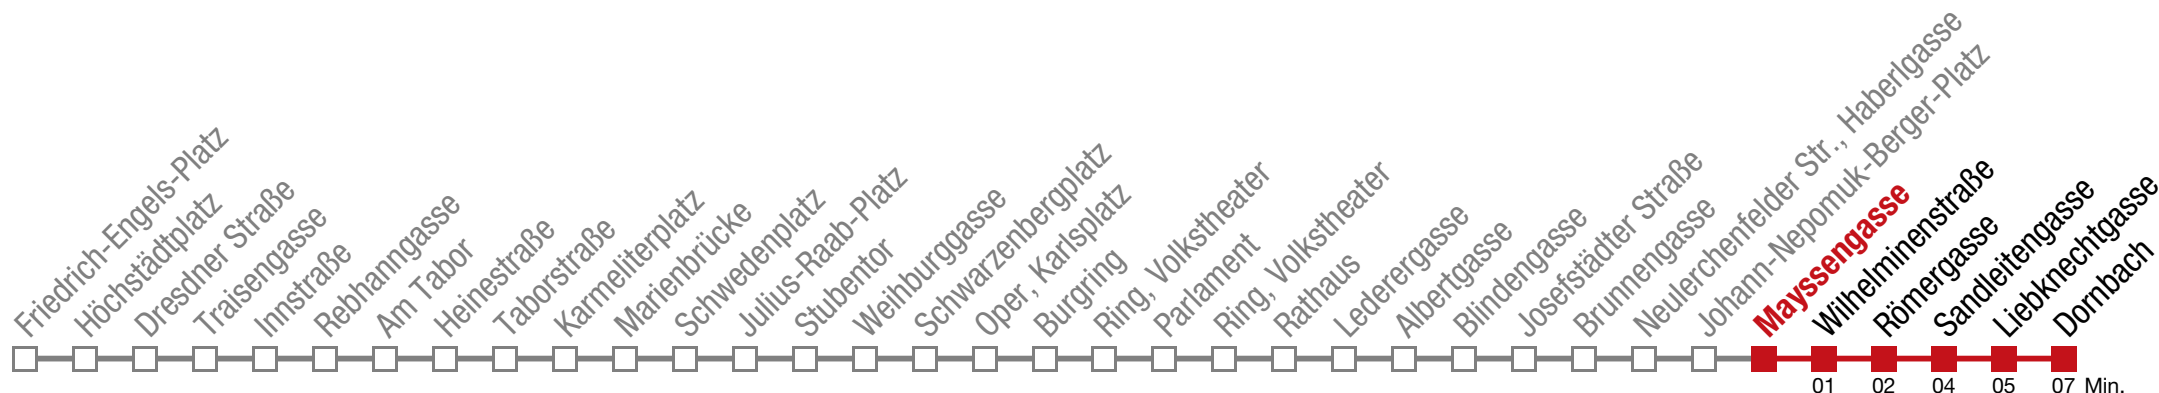 Friedrich-Engels-Platz
Höchstädtplatz
Dresdner Straße
Traisengasse
Innstraße
Rebhanngasse
Am Tabor
Heinestraße
Taborstraße
Karmeliterplatz
Marienbrücke
Schwedenplatz
Julius-Raab-Platz
Stubentor
Weihburggasse
Schwarzenbergplatz
Oper, Karlsplatz
Burgring
Ring, Volkstheater
Parlament
Ring, Volkstheater
Rathaus
Lederergasse
Albertgasse
Blindengasse
Josefstädter Straße
Brunnengasse
Neulerchenfelder Str., Haberlgasse
Johann-Nepomuk-Berger-Platz
Mayssengasse
Wilhelminenstraße
Römergasse
Sandleitengasse
Liebknechtgasse
Dornbach
01 02 04 05 07 Min.